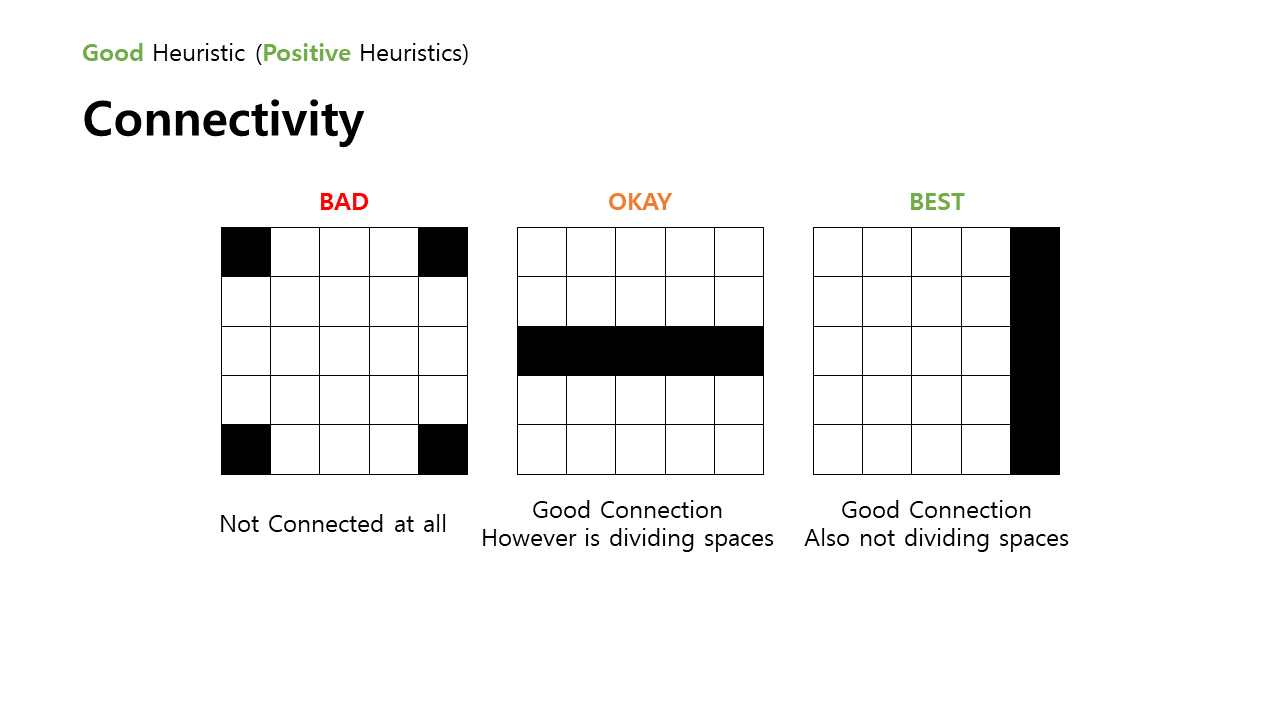 Good Heuristic (Positive Heuristics)
Connectivity
BAD
OKAY
BEST
Not Connected at all
Good Connection
However is dividing spaces
Good Connection
Also not dividing spaces